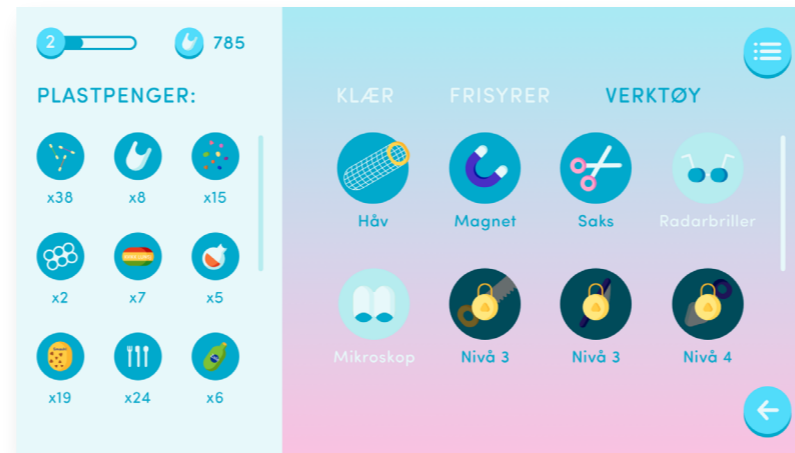 2
785
PLASTPENGER:
x38 x8 x15
x2 x7 x5
x19 x24 x6
KLÆR FRISYRER VERKTØY
Håv Magnet Saks Radarbriller
Mikroskop Nivå 3 Nivå 3 Nivå 4